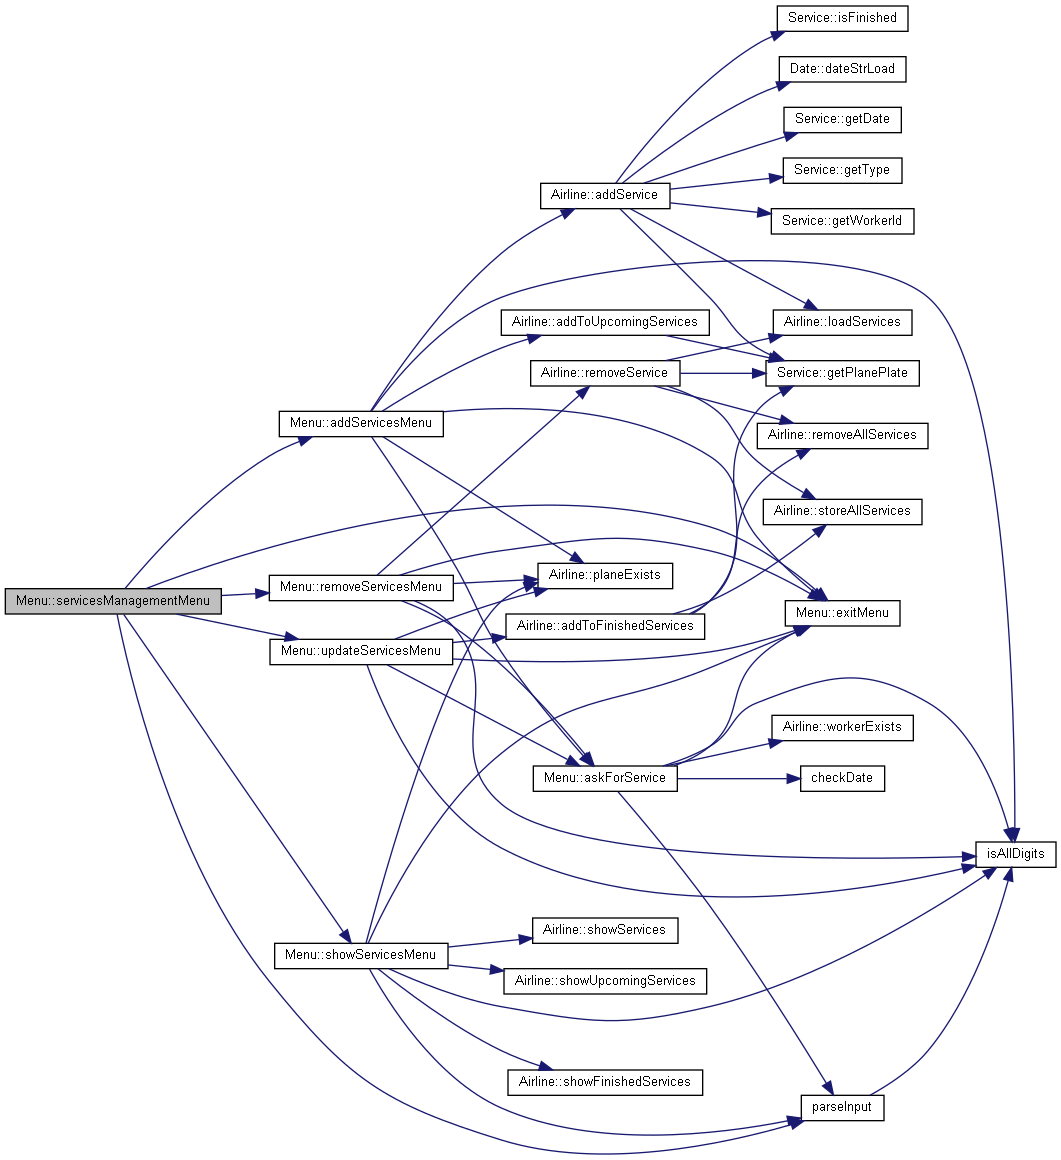 Service::isFinished
Date::dateStrLoad
Service::getDate
Service::getType
Airline::addService
Service::getWorkerId
Airline::addToUpcomingServices
Airline::loadServices
Airline::removeService
Service::getPlanePlate
Menu::addServicesMenu
Airline::removeAllServices
Airline::storeAllServices
Airline::planeExists
Menu::removeServicesMenu
Menu::servicesManagementMenu
Menu::exitMenu
Airline::addToFinishedServices
Menu::updateServicesMenu
Airline::workerExists
Menu::askForService
checkDate
isAllDigits
Airline::showServices
Menu::showServicesMenu
Airline::showUpcomingServices
Airline::showFinishedServices
parseInput